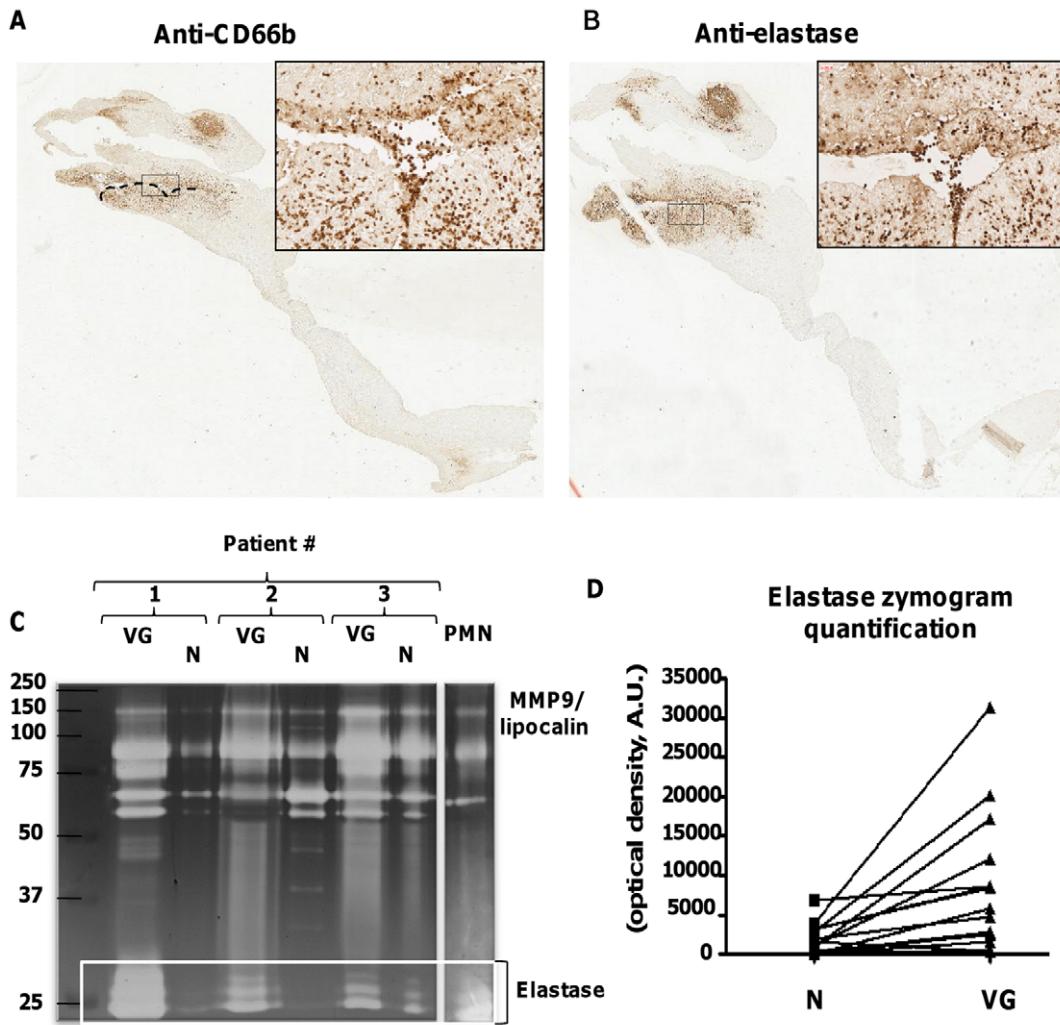 A
Anti-CD66b
B
Anti-elastase
Patient #
1 2 3
C
VG N VG N VG N PMN
250
150
100
75
50
37
25
MMP9/
lipocalin
Elastase
D
Elastase zymogram
quantification
(optical density, A.U.)
35000
30000
25000
20000
15000
10000
5000
0
N VG